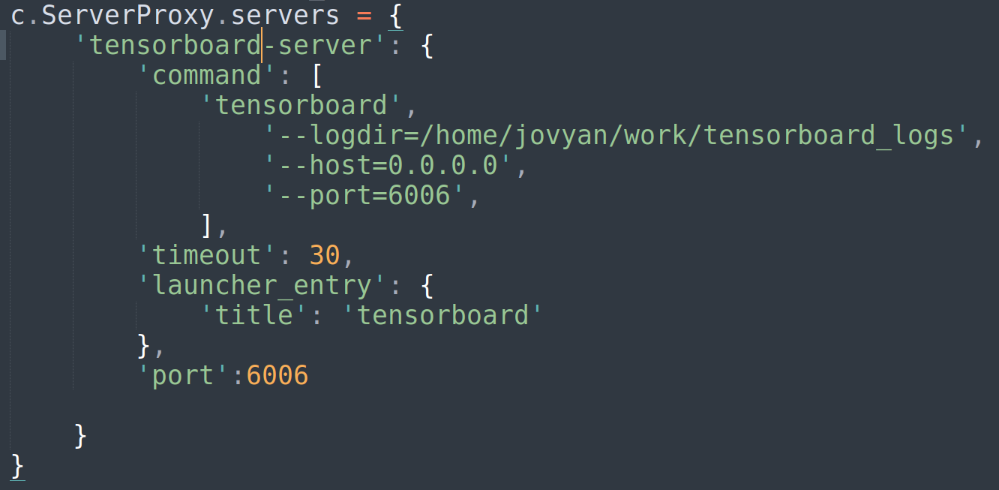 c.ServerProxy.servers = {
    'tensorboard-server': {
        'command': [
            'tensorboard',
                '--logdir=/home/jovyan/work/tensorboard_logs',
                '--host=0.0.0.0',
                '--port=6006',
            ],
        'timeout': 30,
        'launcher_entry': {
            'title': 'tensorboard'
        },
        'port':6006
    }
}